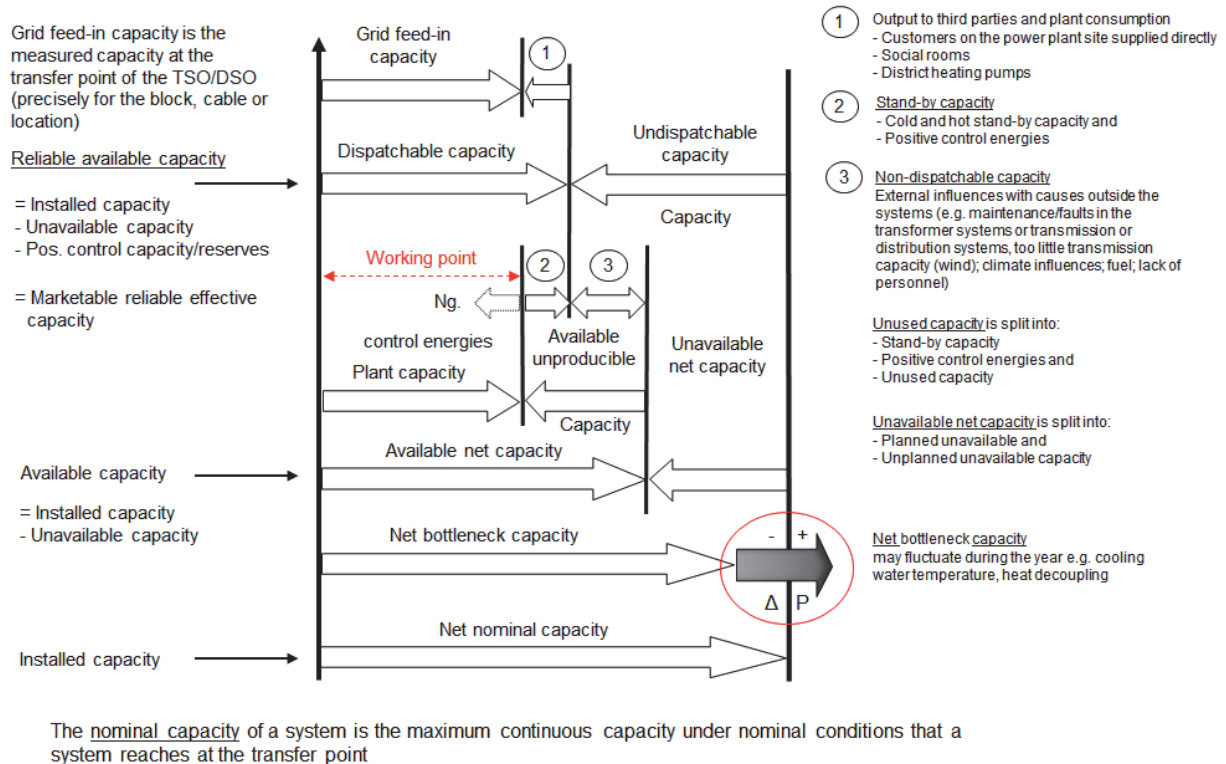 Grid feed-in capacity is the
measured capacity at the
transfer point of the TSO/DSO
(precisely for the block, cable or
location)
Reliable available capacity
= Installed capacity
- Unavailable capacity
- Pos. control capacity/reserves
= Marketable reliable effective
capacity
Available capacity
= Installed capacity
- Unavailable capacity
Installed capacity
Grid feed-in
capacity
1
Dispatchable capacity
Undispatchable
capacity
Capacity
Working point
2
3
Ng.
control energies
Available
unproducible
Unavailable
net capacity
Plant capacity
Capacity
Available net capacity
Net bottleneck capacity
- +
Δ P
Net nominal capacity
1
Output to third parties and plant consumption
- Customers on the power plant site supplied directly
- Social rooms
- District heating pumps
2
Stand-by capacity
- Cold and hot stand-by capacity and
- Positive control energies
3
Non-dispatchable capacity
External influences with causes outside the
systems (e.g. maintenance/faults in the
transformer systems or transmission or
distribution systems, too little transmission
capacity (wind); climate influences; fuel; lack of
personnel)
Unused capacity is split into:
- Stand-by capacity
- Positive control energies and
- Unused capacity
Unavailable net capacity is split into:
- Planned unavailable and
- Unplanned unavailable capacity
Net bottleneck capacity
may fluctuate during the year e.g. cooling
water temperature, heat decoupling
The nominal capacity of a system is the maximum continuous capacity under nominal conditions that a
system reaches at the transfer point